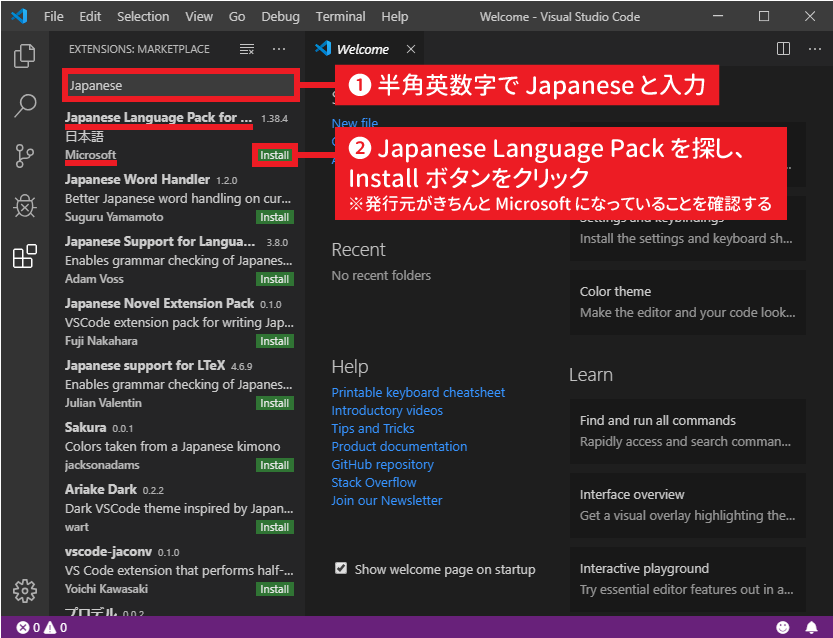 File Edit Selection View Go Debug Terminal Help
Welcome - Visual Studio Code
EXTENSIONS: MARKETPLACE
Welcome
Japanese
❶ 半角英数字で Japanese と入力
Japanese Language Pack for ... 1.38.4
日本語
Microsoft
Install
❷ Japanese Language Pack を探し、
Install ボタンをクリック
※発行元がきちんと Microsoft になっていることを確認する
Japanese Word Handler 1.2.0
Better Japanese word handling on cur...
Suguru Yamamoto
Install
Japanese Support for Langua... 3.8.0
Enables grammar checking of Japanes...
Adam Voss
Install
Japanese Novel Extension Pack 0.1.0
VSCode extension pack for writing Jap...
Fuji Nakahara
Install
Japanese support for LTeX 4.6.9
Enables grammar checking of Japanes...
Julian Valentin
Install
Sakura 0.0.1
Colors taken from a Japanese kimono
jacksonadams
Install
Ariake Dark 0.2.2
Dark VSCode theme inspired by Japan...
wart
Install
vscode-jaconv 0.1.0
VS Code extension that performs half-...
Yoichi Kawasaki
Install
プロデル 0.0.2
New file
Recent
No recent folders
Help
Printable keyboard cheatsheet
Introductory videos
Tips and Tricks
Product documentation
GitHub repository
Stack Overflow
Join our Newsletter
Show welcome page on startup
Settings and keybindings
Install the settings and keyboard sh...
Color theme
Make the editor and your code look...
Learn
Find and run all commands
Rapidly access and search comman...
Interface overview
Get a visual overlay highlighting the...
Interactive playground
Try essential editor features out in a...
0 0